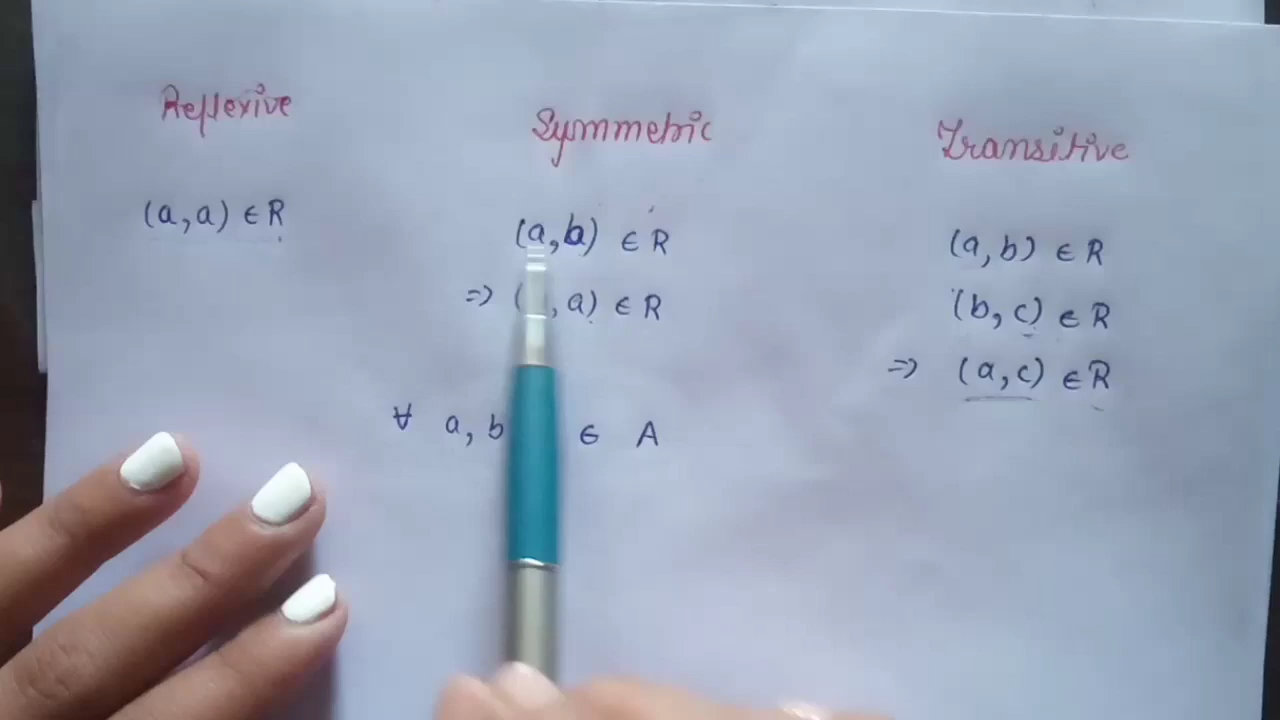 Reflexive
(a,a) ∈ R
Symmetric
(a,b) ∈ R
=> ( , a) ∈ R
∀ a, b ∈ A
Transitive
(a,b) ∈ R
(b,c) ∈ R
=> (a,c) ∈ R